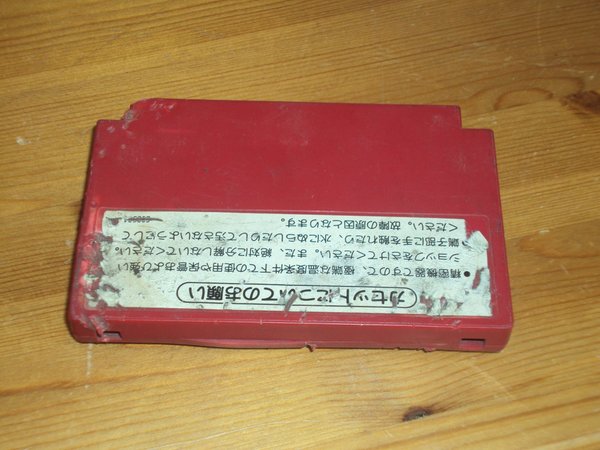 カセットについてのお願い
●精密機器ですので、極端な温度条件下の使用や保管および強い
ショックをさけてください。また、絶対に分解しないでください。
端子部に手を触れたり、水にぬらしたりして汚さないようにして
ください。故障の原因となります。